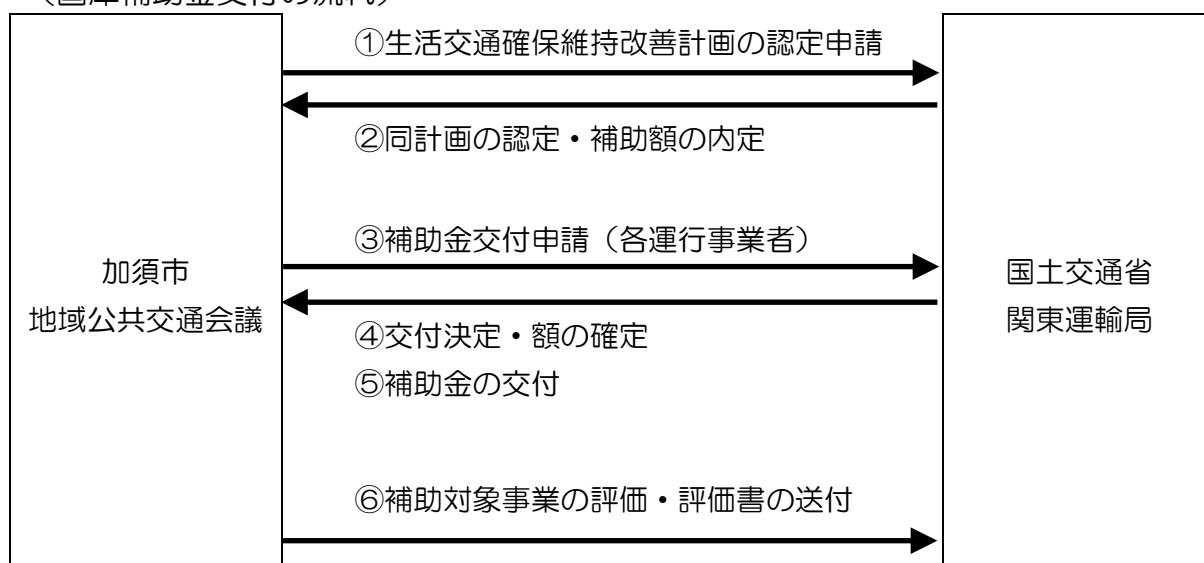 ①生活交通確保維持改善計画の認定申請
②同計画の認定・補助額の内定
③補助金交付申請（各運行事業者）
加須市
地域公共交通会議
国土交通省
関東運輸局
④交付決定・額の確定
⑤補助金の交付
⑥補助対象事業の評価・評価書の送付